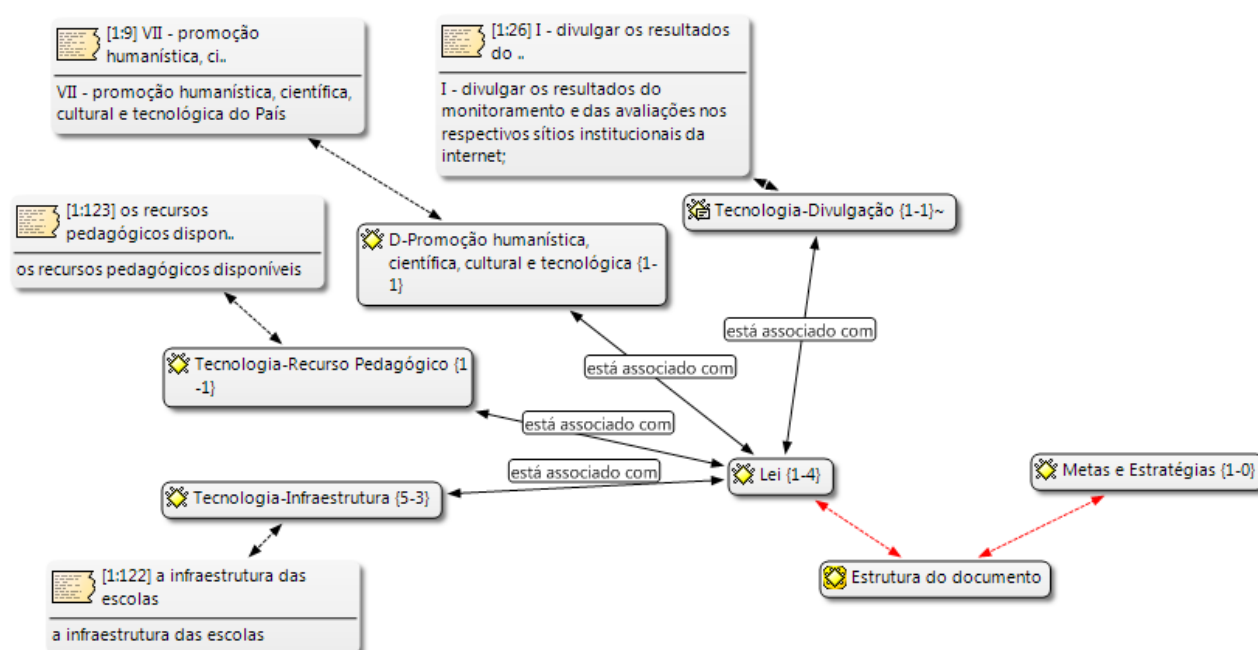 [1:9] VII - promoção
humanística, ci..
VII - promoção humanística, científica,
cultural e tecnológica do País
[1:26] I - divulgar os resultados
do ..
I - divulgar os resultados do
monitoramento e das avaliações nos
respectivos sítios institucionais da
internet;
[1:123] os recursos
pedagógicos dispon..
os recursos pedagógicos disponíveis
Tecnologia-Divulgação {1-1}~
D-Promoção humanística,
científica, cultural e tecnológica {1-
1}
está associado com
Tecnologia-Recurso Pedagógico {1
-1}
está associado com
está associado com
está associado com
Tecnologia-Infraestrutura {5-3}
Lei {1-4}
Metas e Estratégias {1-0}
[1:122] a infraestrutura das
escolas
a infraestrutura das escolas
Estrutura do documento